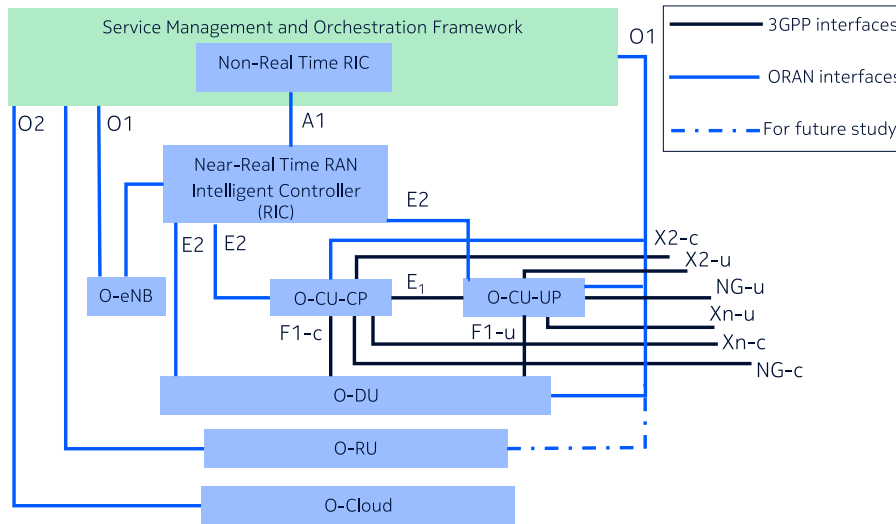 Service Management and Orchestration Framework
O1
3GPP interfaces
Non-Real Time RIC
ORAN interfaces
O2
O1
A1
For future study
Near-Real Time RAN
Intelligent Controller
(RIC)
E2
E2
E2
X2-c
X2-u
NG-u
O-eNB
O-CU-CP
E1
O-CU-UP
Xn-u
F1-c
F1-u
Xn-c
NG-c
O-DU
O-RU
O-Cloud